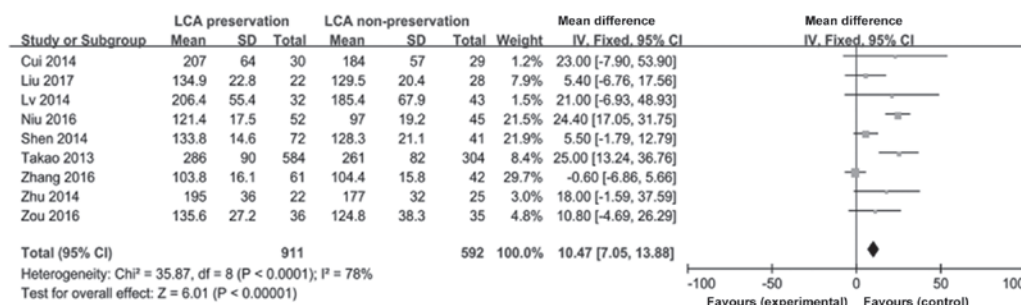 LCA preservation LCA non-preservation Mean difference Mean difference
Study or Subgroup Mean SD Total Mean SD Total Weight IV, Fixed, 95% CI IV, Fixed, 95% CI
Cui 2014 207 64 30 184 57 29 1.2% 23.00 [-7.90, 53.90]
Liu 2017 134.9 22.8 22 129.5 20.4 28 7.9% 5.40 [-6.76, 17.56]
Lv 2014 206.4 55.4 32 185.4 67.9 43 1.5% 21.00 [-6.93, 48.93]
Niu 2016 121.4 17.5 52 97 19.2 45 21.5% 24.40 [17.05, 31.75]
Shen 2014 133.8 14.6 72 128.3 21.1 41 21.9% 5.50 [-1.79, 12.79]
Takao 2013 286 90 584 261 82 304 8.4% 25.00 [13.24, 36.76]
Zhang 2016 103.8 16.1 61 104.4 15.8 42 29.7% -0.60 [-6.86, 5.66]
Zhu 2014 195 36 22 177 32 25 3.0% 18.00 [-1.59, 37.59]
Zou 2016 135.6 27.2 36 124.8 38.3 35 4.8% 10.80 [-4.69, 26.29]
Total (95% CI) 911 592 100.0% 10.47 [7.05, 13.88]
Heterogeneity: Chi² = 35.87, df = 8 (P < 0.0001); I² = 78%
Test for overall effect: Z = 6.01 (P < 0.00001)
-100 -50 0 50 100
Favours (experimental) Favours (control)